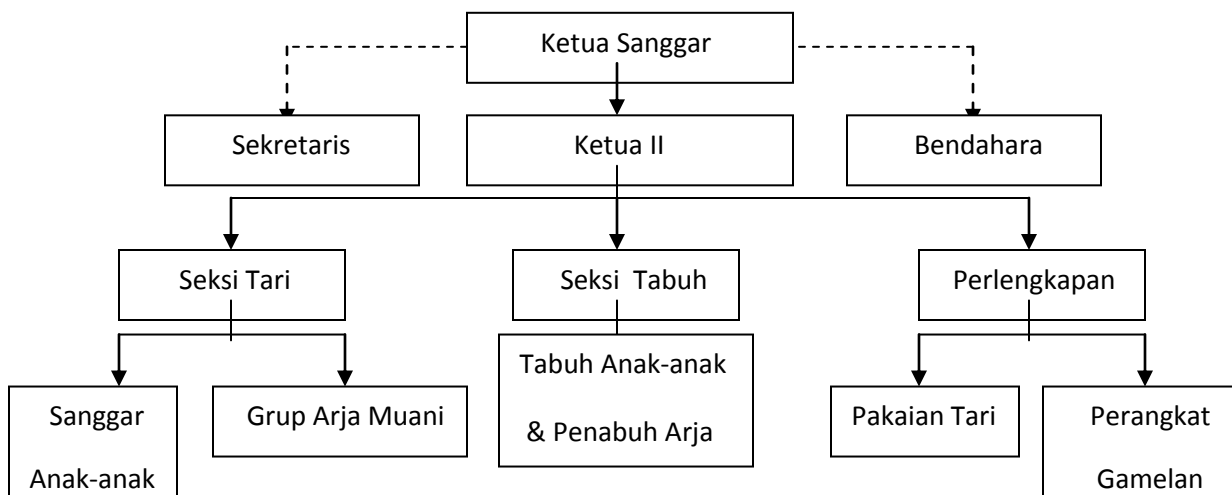 Ketua Sanggar
Sekretaris
Ketua II
Bendahara
Seksi Tari
Seksi Tabuh
Perlengkapan
Sanggar
Anak-anak
Grup Arja Muani
Tabuh Anak-anak
& Penabuh Arja
Pakaian Tari
Perangkat
Gamelan